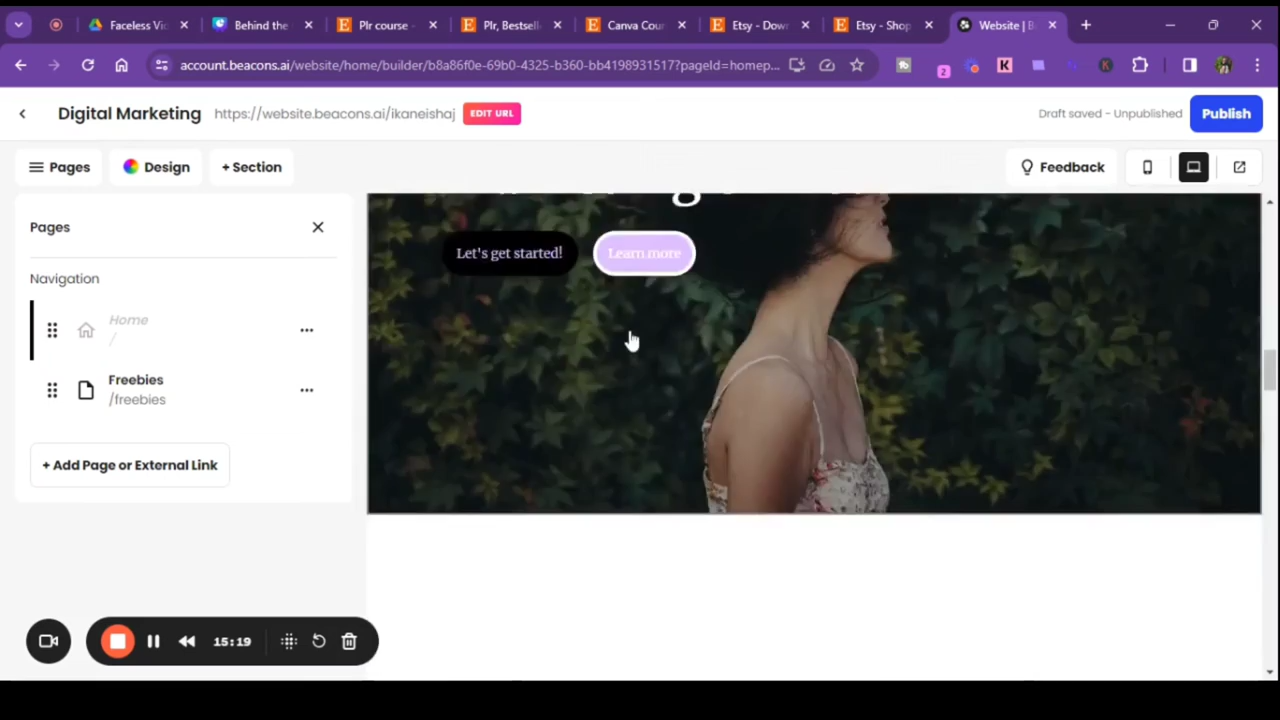 Faceless Vi
Behind the
Plr course -
Plr, Bestsell
Canva Cour
Etsy - Dow
Etsy - Shop
Website | B
account.beacons.ai/website/home/builder/b8a86f0e-69b0-4325-b360-bb4198931517?pageId=homep...
2
K
K
Digital Marketing
https://website.beacons.ai/ikaneishaj
EDIT URL
Draft saved - Unpublished
Publish
Pages
Design
+ Section
Feedback
Pages
Let's get started!
Learn more
Navigation
Home
/
Freebies
/freebies
+ Add Page or External Link
15:19